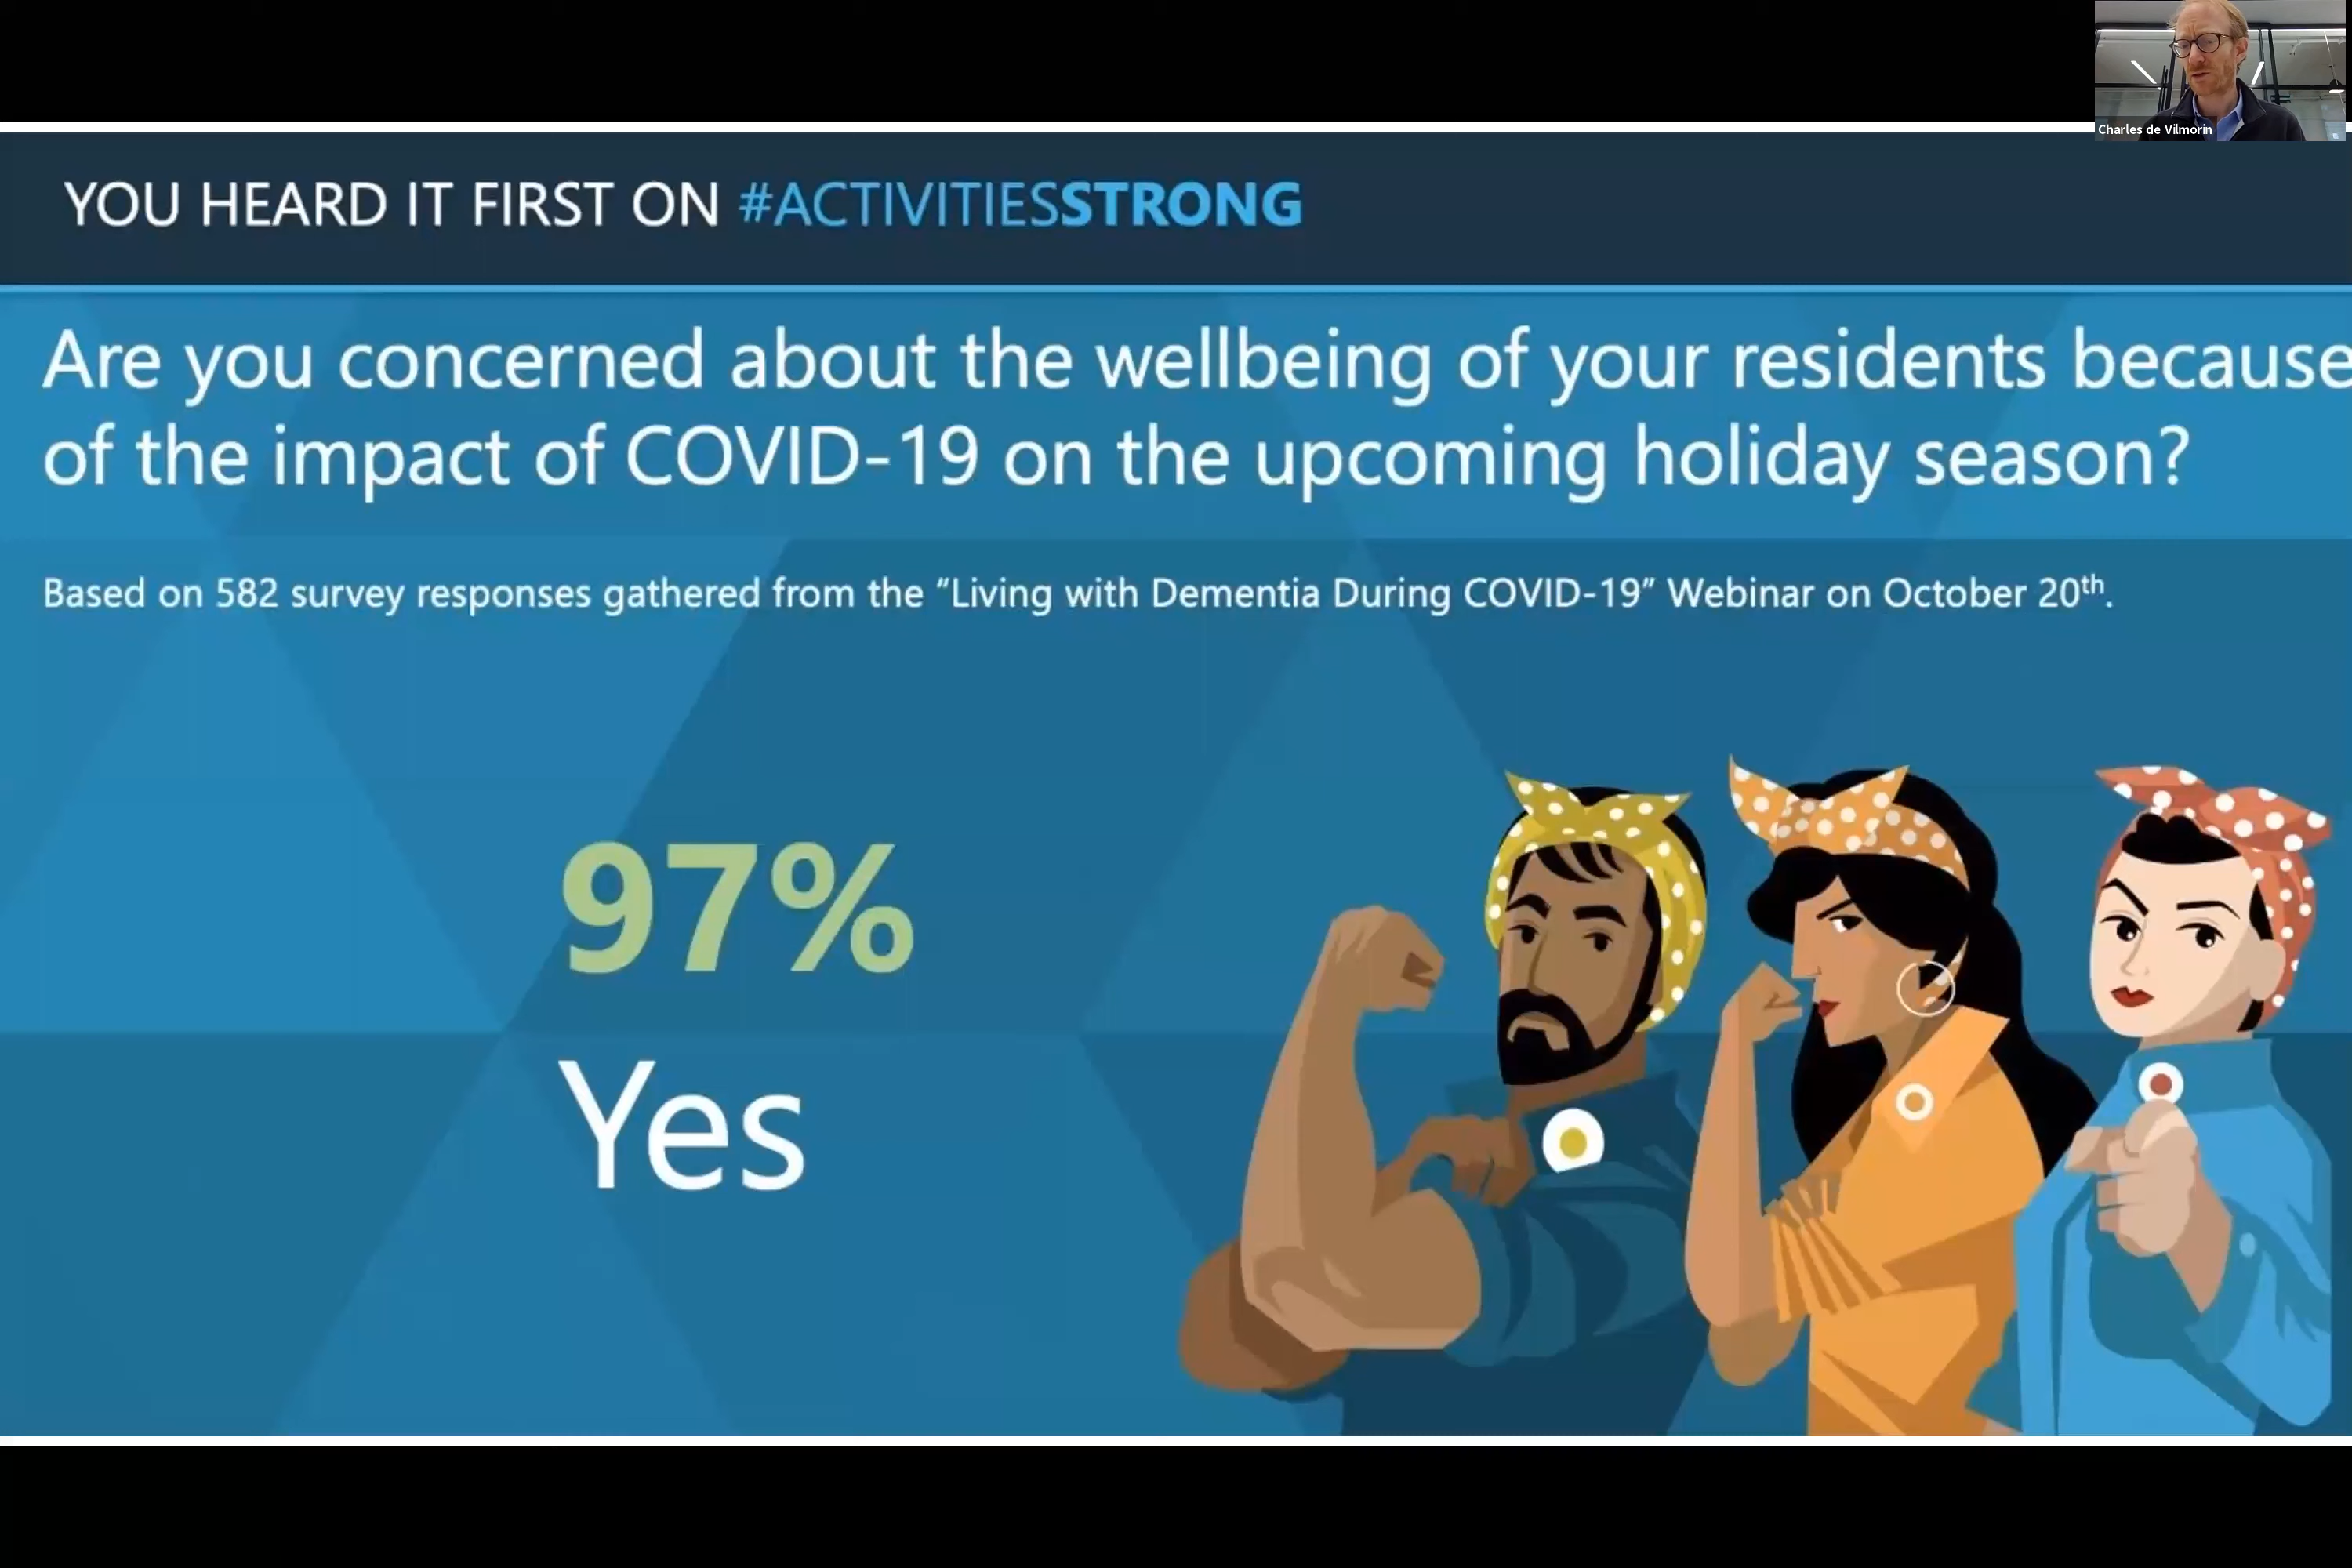 Charles de Vilmorin
YOU HEARD IT FIRST ON #ACTIVITIESSTRONG
Are you concerned about the wellbeing of your residents because
of the impact of COVID-19 on the upcoming holiday season?
Based on 582 survey responses gathered from the “Living with Dementia During COVID-19” Webinar on October 20th.
97%
Yes